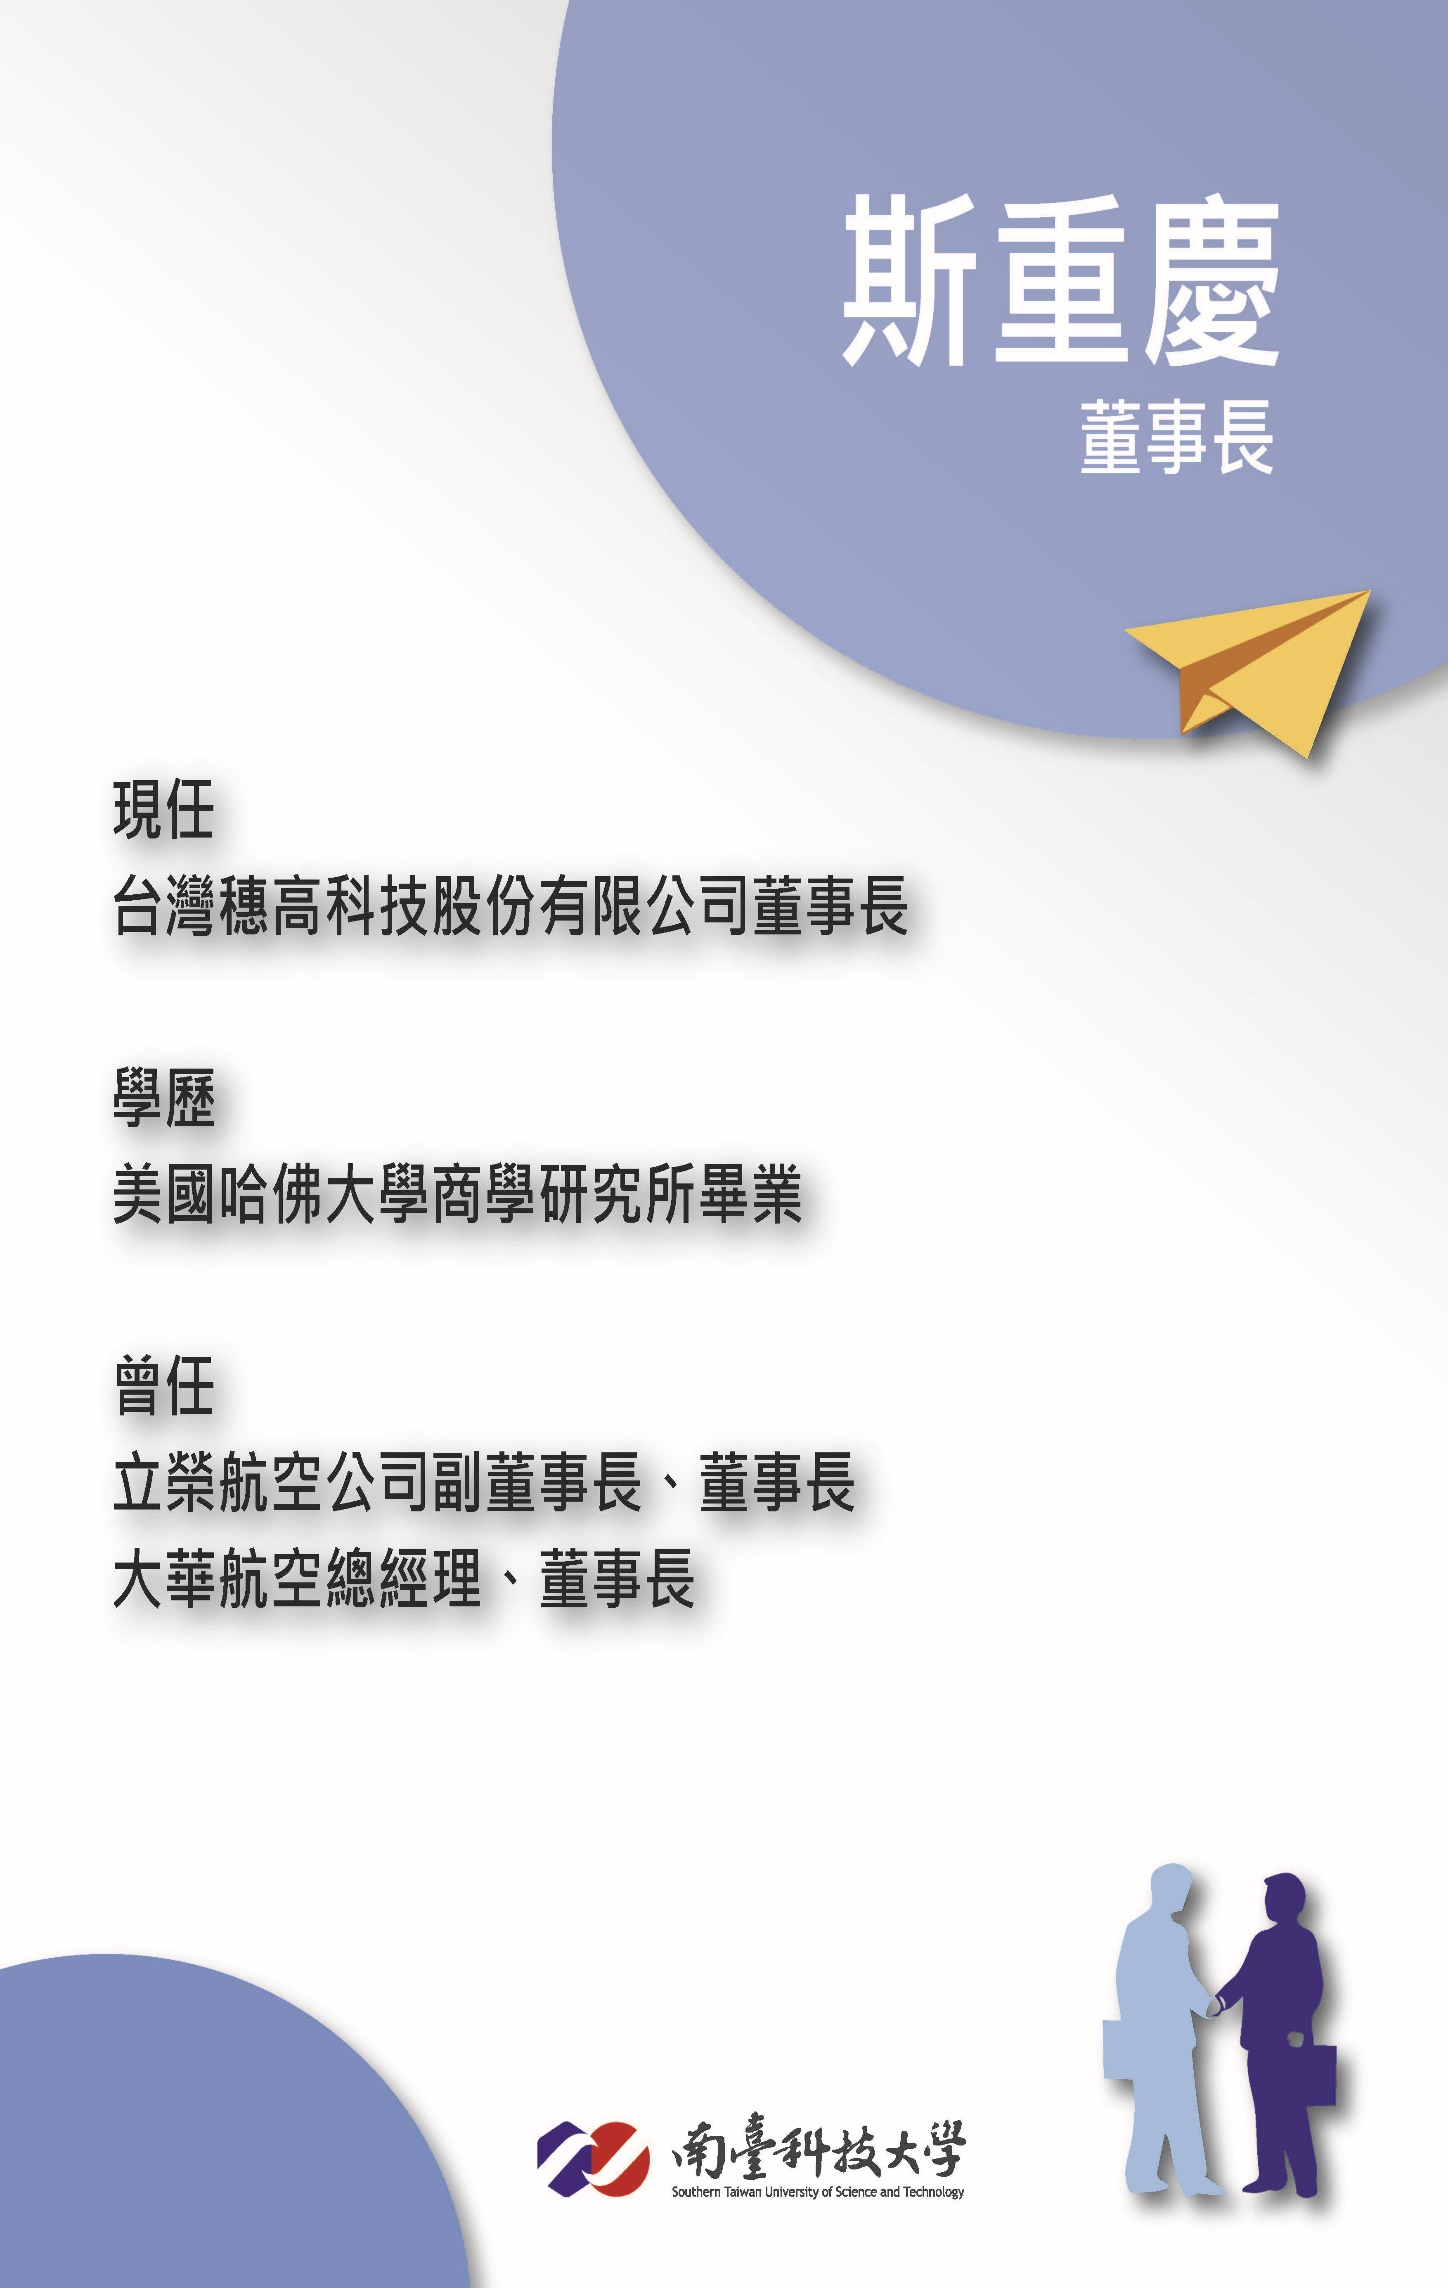 斯重慶
董事長
現任
台灣穗高科技股份有限公司董事長
學歷
美國哈佛大學商學研究所畢業
曾任
立榮航空公司副董事長、董事長
大華航空總經理、董事長
南臺科技大學
Southern Taiwan University of Science and Technology